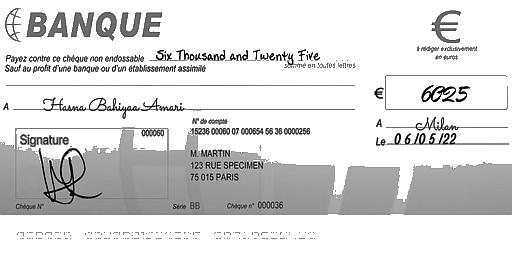 BANQUE
€
à rédiger exclusivement
en euros
Payez contre ce chèque non endossable Six Thousand and Twenty Five
Sauf au profit d'une banque ou d'un établissement assimilé
somme en toutes lettres
€ 6025
A Hasna Bahiyaa Amari
A Milan
Le 06/05/22
N° de compte
000060 15236 00060 07 000654 56 36 0000256
Signature
M. MARTIN
123 RUE SPECIMEN
75 015 PARIS
Chèque N° Série BB Chèque n° 000036